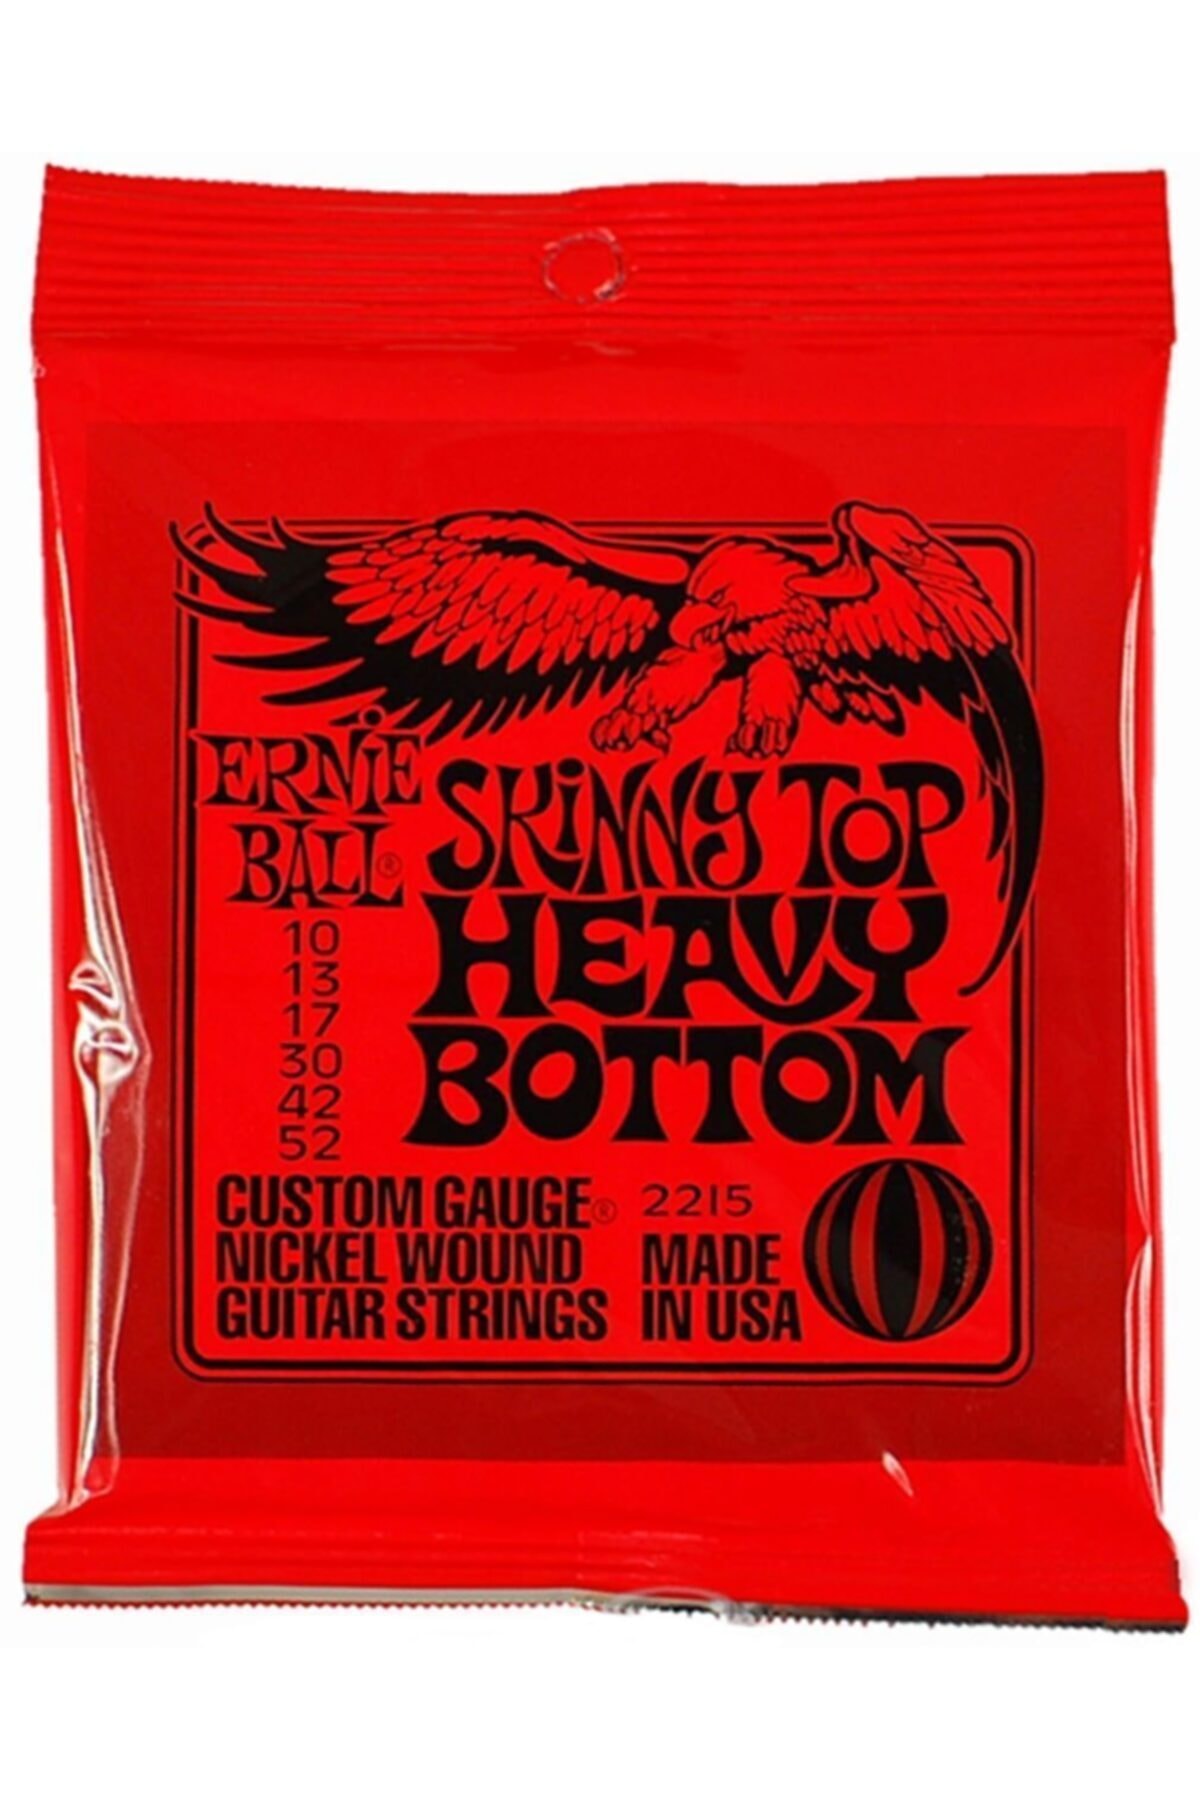 ERNiE
BALL®
SKiNNY TOP
HEAVY
BOTTOM
10
13
17
30
42
52
CUSTOM GAUGE®
NICKEL WOUND
GUITAR STRINGS
2215
MADE
IN USA